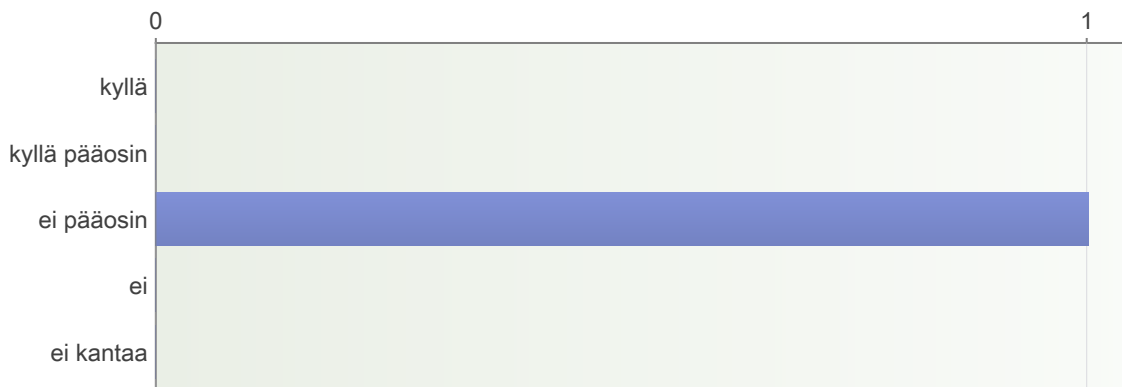 0 1
kyllä
kyllä pääosin
ei pääosin
ei
ei kantaa